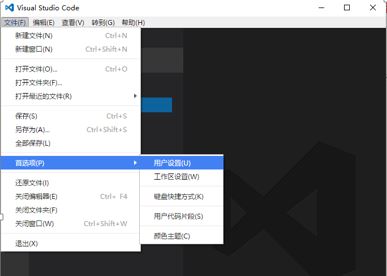 Visual Studio Code
文件(F) 编辑(E) 查看(V) 转到(G) 帮助(H)
新建文件(N) Ctrl+N
新建窗口(N) Ctrl+Shift+N
打开文件(O)... Ctrl+O
打开文件夹(F)...
打开最近的文件(R)
保存(S) Ctrl+S
另存为(A)... Ctrl+Shift+S
全部保存(L)
首选项(P) 用户设置(U)
工作区设置(W)
还原文件(I) 键盘快捷方式(K)
关闭编辑器(E) Ctrl+ F4
关闭文件夹(F) 用户代码片段(S)
关闭窗口(W) Ctrl+Shift+W
颜色主题(C)
退出(X)